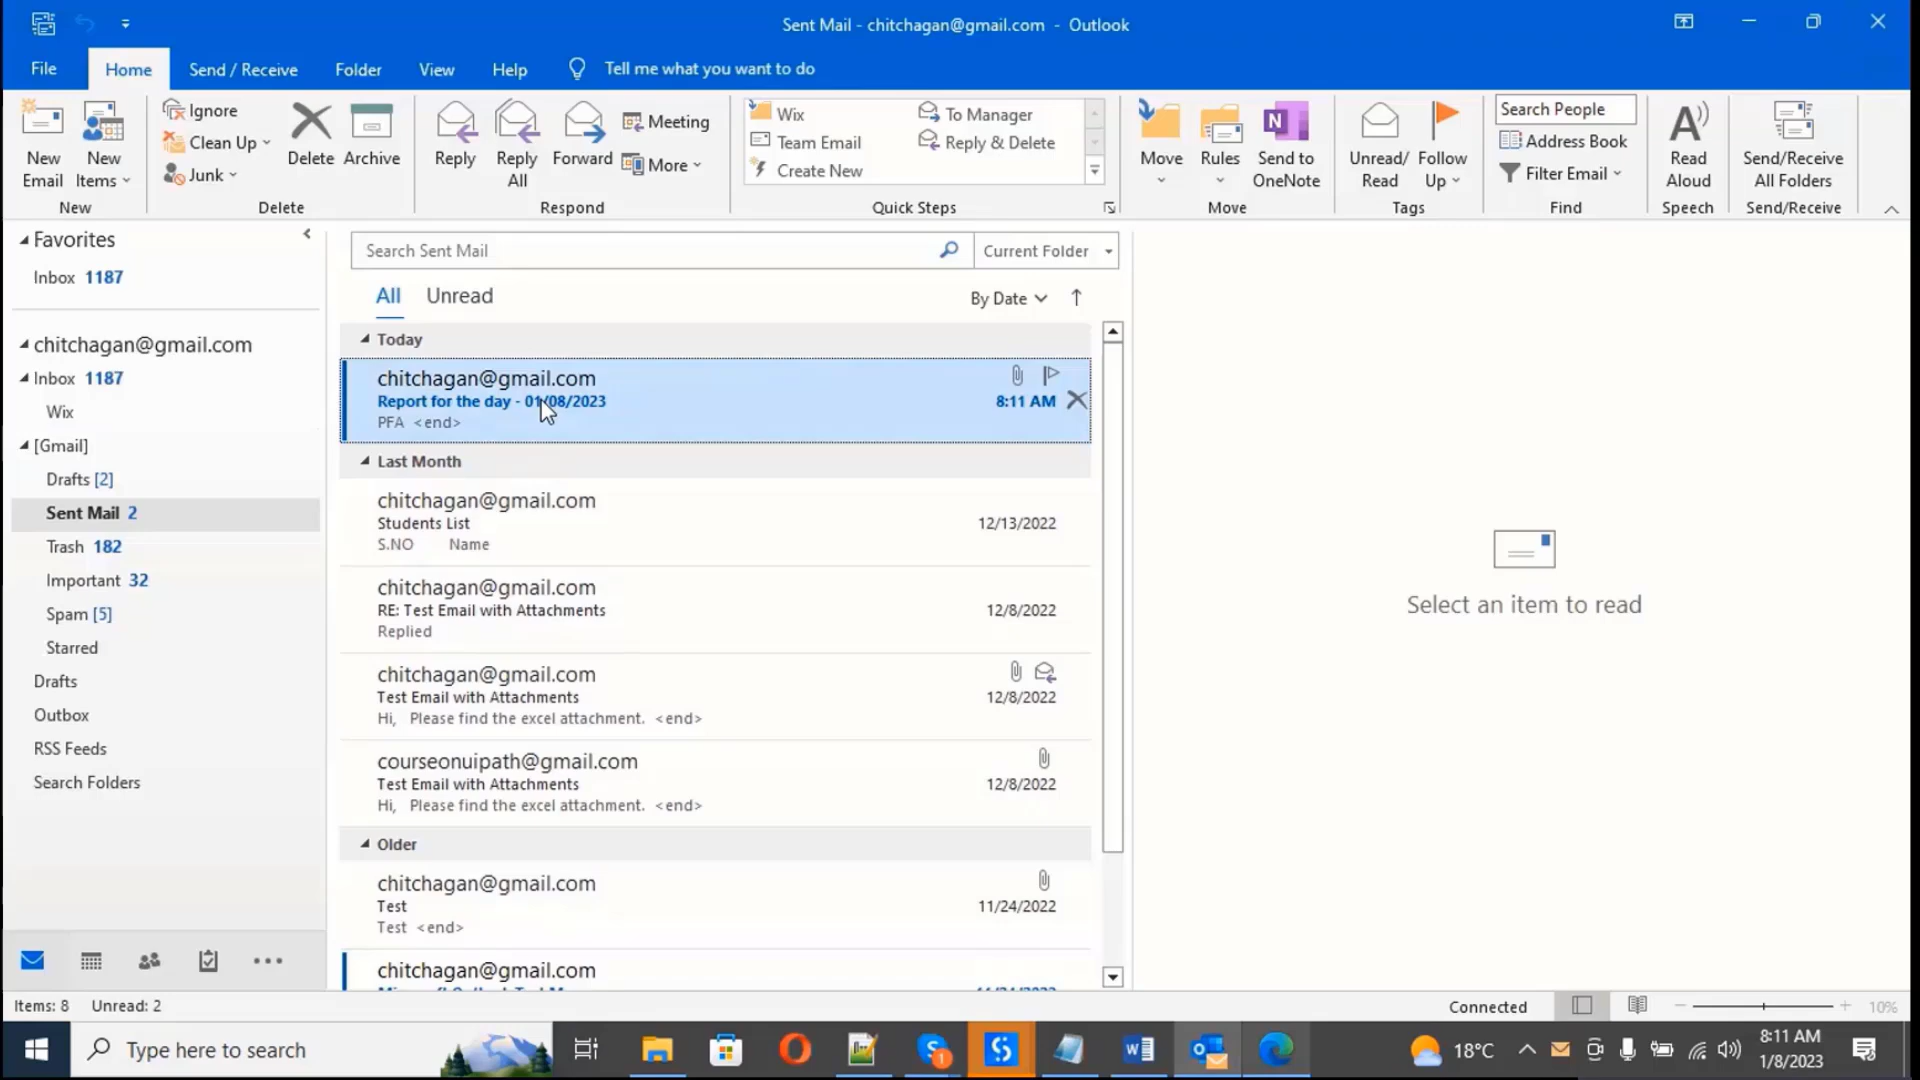 Sent Mail - chitchagan@gmail.com - Outlook
File Home Send / Receive Folder View Help Tell me what you want to do
New Email
New Items
New
Ignore
Clean Up
Junk
Delete
Archive
Delete
Reply
Reply All
Forward
Meeting
More
Respond
Wix
Team Email
Create New
To Manager
Reply & Delete
Quick Steps
Move
Rules
Send to OneNote
Move
Unread/ Read
Follow Up
Tags
Search People
Address Book
Filter Email
Find
Read Aloud
Speech
Send/Receive All Folders
Send/Receive
Favorites
Inbox 1187
chitchagan@gmail.com
Inbox 1187
Wix
[Gmail]
Drafts [2]
Sent Mail 2
Trash 182
Important 32
Spam [5]
Starred
Drafts
Outbox
RSS Feeds
Search Folders
Search Sent Mail Current Folder
All Unread By Date
Today
chitchagan@gmail.com
Report for the day - 01/08/2023 8:11 AM
PFA <end>
Last Month
chitchagan@gmail.com
Students List 12/13/2022
S.NO Name
chitchagan@gmail.com
RE: Test Email with Attachments 12/8/2022
Replied
chitchagan@gmail.com
Test Email with Attachments 12/8/2022
Hi, Please find the excel attachment. <end>
courseonuipath@gmail.com
Test Email with Attachments 12/8/2022
Hi, Please find the excel attachment. <end>
Older
chitchagan@gmail.com
Test 11/24/2022
Test <end>
chitchagan@gmail.com
Select an item to read
Items: 8 Unread: 2 Connected 10%
Type here to search 18°C 8:11 AM
1/8/2023